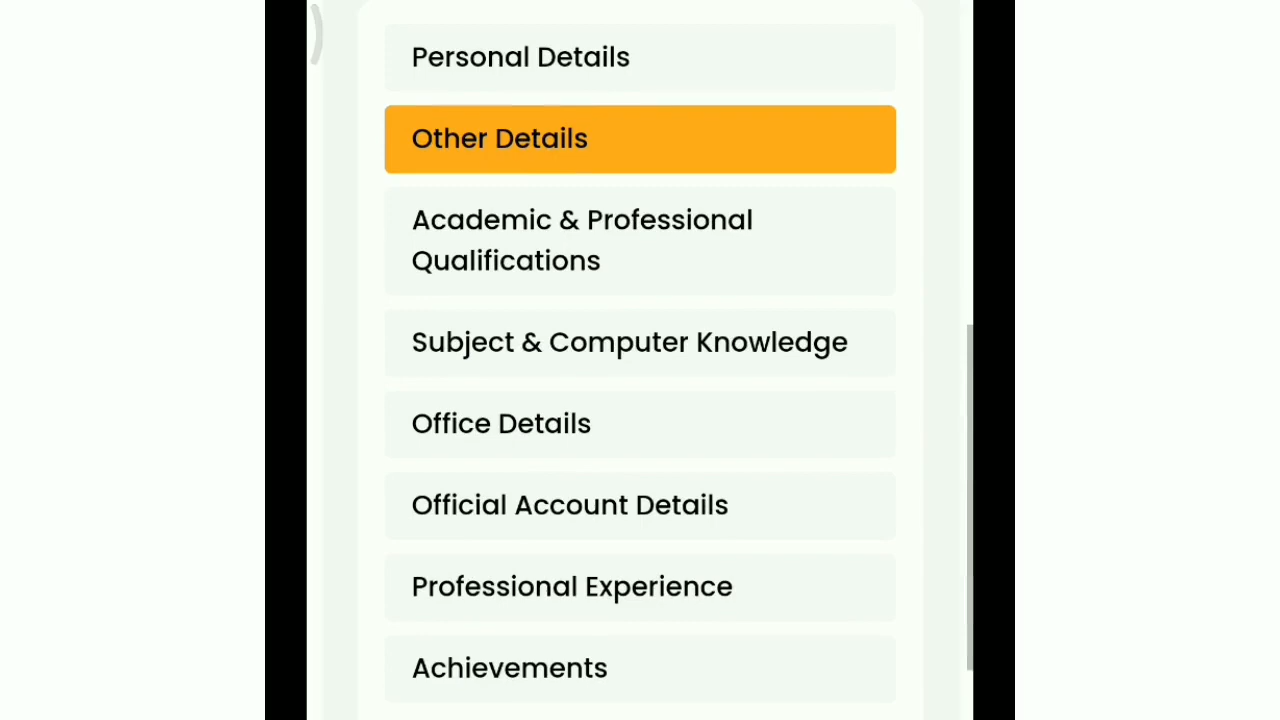 Personal Details
Other Details
Academic & Professional
Qualifications
Subject & Computer Knowledge
Office Details
Official Account Details
Professional Experience
Achievements